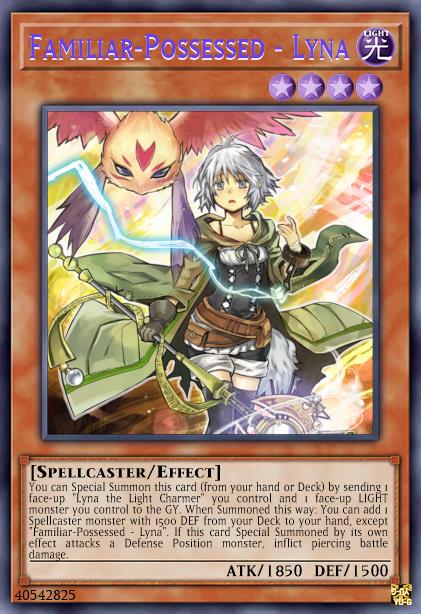 Familiar-Possessed - Lyna
LIGHT
光
[Spellcaster/Effect]
You can Special Summon this card (from your hand or Deck) by sending 1
face-up "Lyna the Light Charmer" you control and 1 face-up LIGHT
monster you control to the GY. When Summoned this way: You can add 1
Spellcaster monster with 1500 DEF from your Deck to your hand, except
"Familiar-Possessed - Lyna". If this card Special Summoned by its own
effect attacks a Defense Position monster, inflict piercing battle
damage.
ATK/1850 DEF/1500
40542825